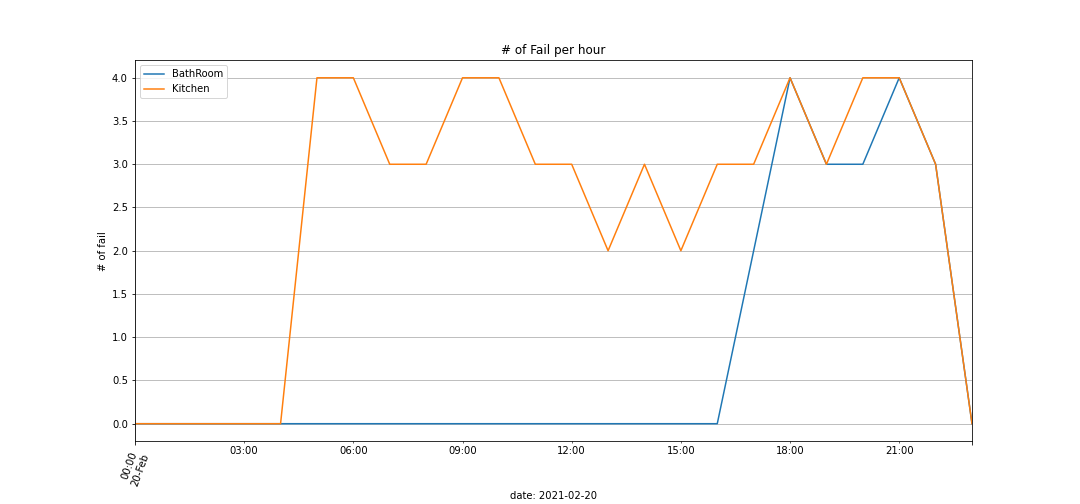 # of Fail per hour
BathRoom
Kitchen
# of fail
4.0
3.5
3.0
2.5
2.0
1.5
1.0
0.5
0.0
00:00
20-Feb
03:00
06:00
09:00
12:00
15:00
18:00
21:00
date: 2021-02-20